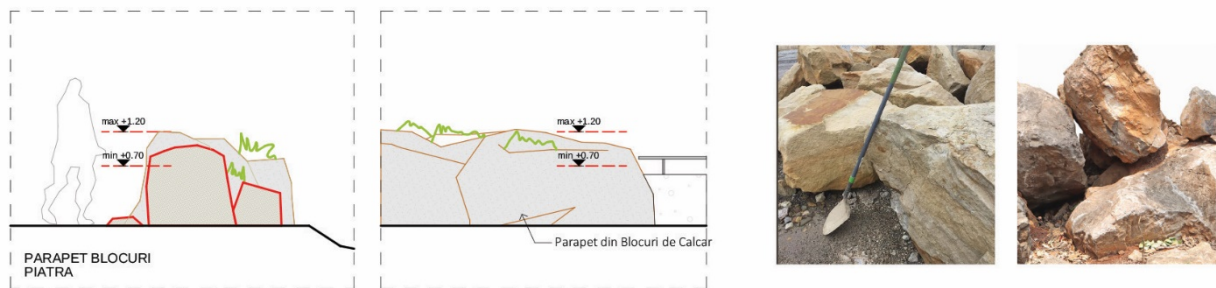 max +1.20
min +0.70
PARAPET BLOCURI
PIATRA
max +1.20
min +0.70
Parapet din Blocuri de Calcar